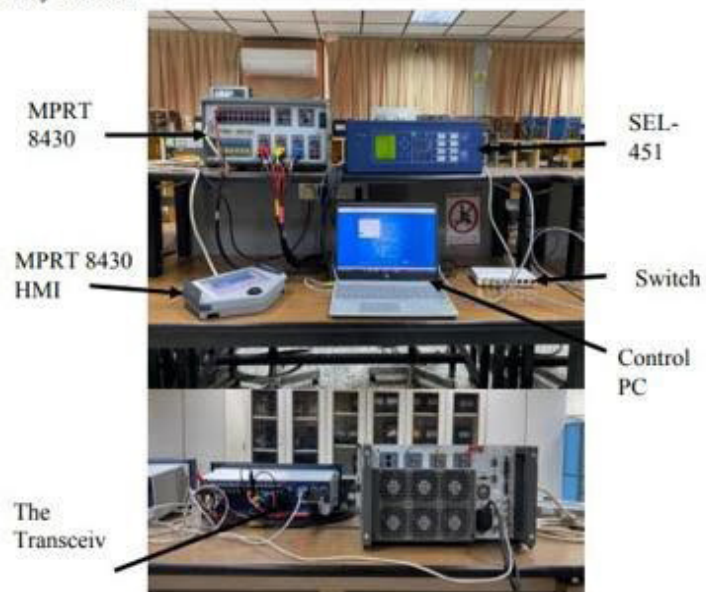 MPRT
8430
SEL-
451
MPRT 8430
HMI
Switch
Control
PC
The
Transceiv